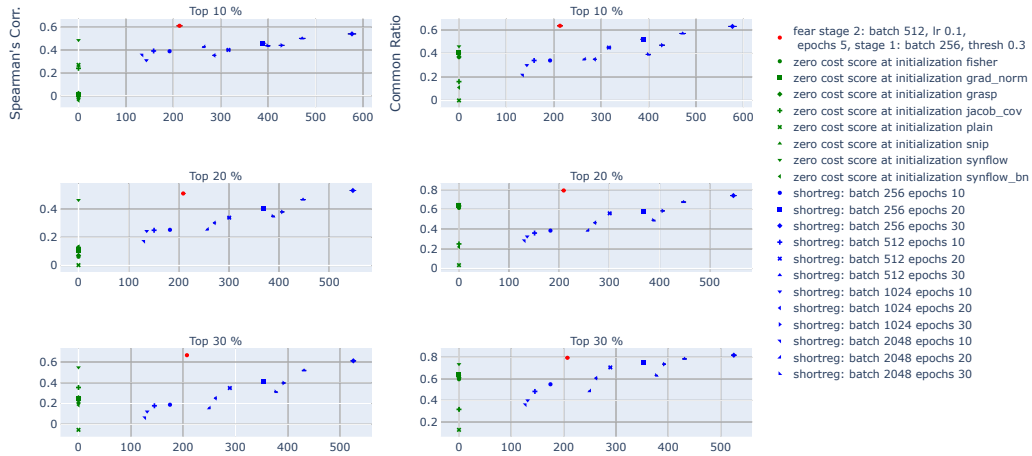 Top 10 %
Spearman's Corr.
0.6
0.4
0.2
0
0 100 200 300 400 500 600
Top 10 %
Common Ratio
0.6
0.4
0.2
0
0 100 200 300 400 500 600
Top 20 %
0.4
0.2
0
0 100 200 300 400 500
Top 20 %
0.8
0.6
0.4
0.2
0
0 100 200 300 400 500
Top 30 %
0.6
0.4
0.2
0
0 100 200 300 400 500
Top 30 %
0.8
0.6
0.4
0.2
0 100 200 300 400 500
fear stage 2: batch 512, lr 0.1,
epochs 5, stage 1: batch 256, thresh 0.3
zero cost score at initialization fisher
zero cost score at initialization grad_norm
zero cost score at initialization grasp
zero cost score at initialization jacob_cov
zero cost score at initialization plain
zero cost score at initialization snip
zero cost score at initialization synflow
zero cost score at initialization synflow_bn
shortreg: batch 256 epochs 10
shortreg: batch 256 epochs 20
shortreg: batch 256 epochs 30
shortreg: batch 512 epochs 10
shortreg: batch 512 epochs 20
shortreg: batch 512 epochs 30
shortreg: batch 1024 epochs 10
shortreg: batch 1024 epochs 20
shortreg: batch 1024 epochs 30
shortreg: batch 2048 epochs 10
shortreg: batch 2048 epochs 20
shortreg: batch 2048 epochs 30